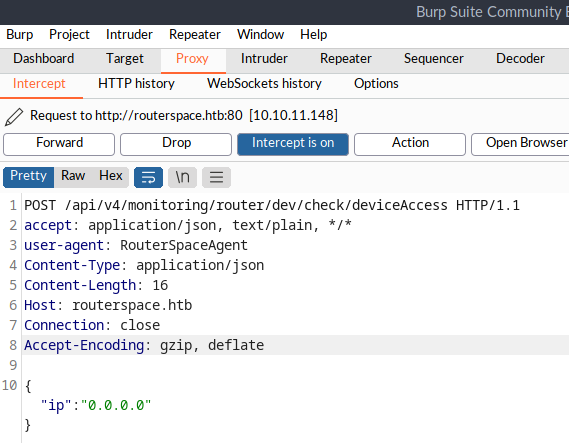 Burp Suite Community E
Burp Project Intruder Repeater Window Help
Dashboard Target Proxy Intruder Repeater Sequencer Decoder
Intercept HTTP history WebSockets history Options
Request to http://routerspace.htb:80 [10.10.11.148]
Forward Drop Intercept is on Action Open Browser
Pretty Raw Hex \n
1 POST /api/v4/monitoring/router/dev/check/deviceAccess HTTP/1.1
2 accept: application/json, text/plain, */*
3 user-agent: RouterSpaceAgent
4 Content-Type: application/json
5 Content-Length: 16
6 Host: routerspace.htb
7 Connection: close
8 Accept-Encoding: gzip, deflate
9
10 {
"ip":"0.0.0.0"
}